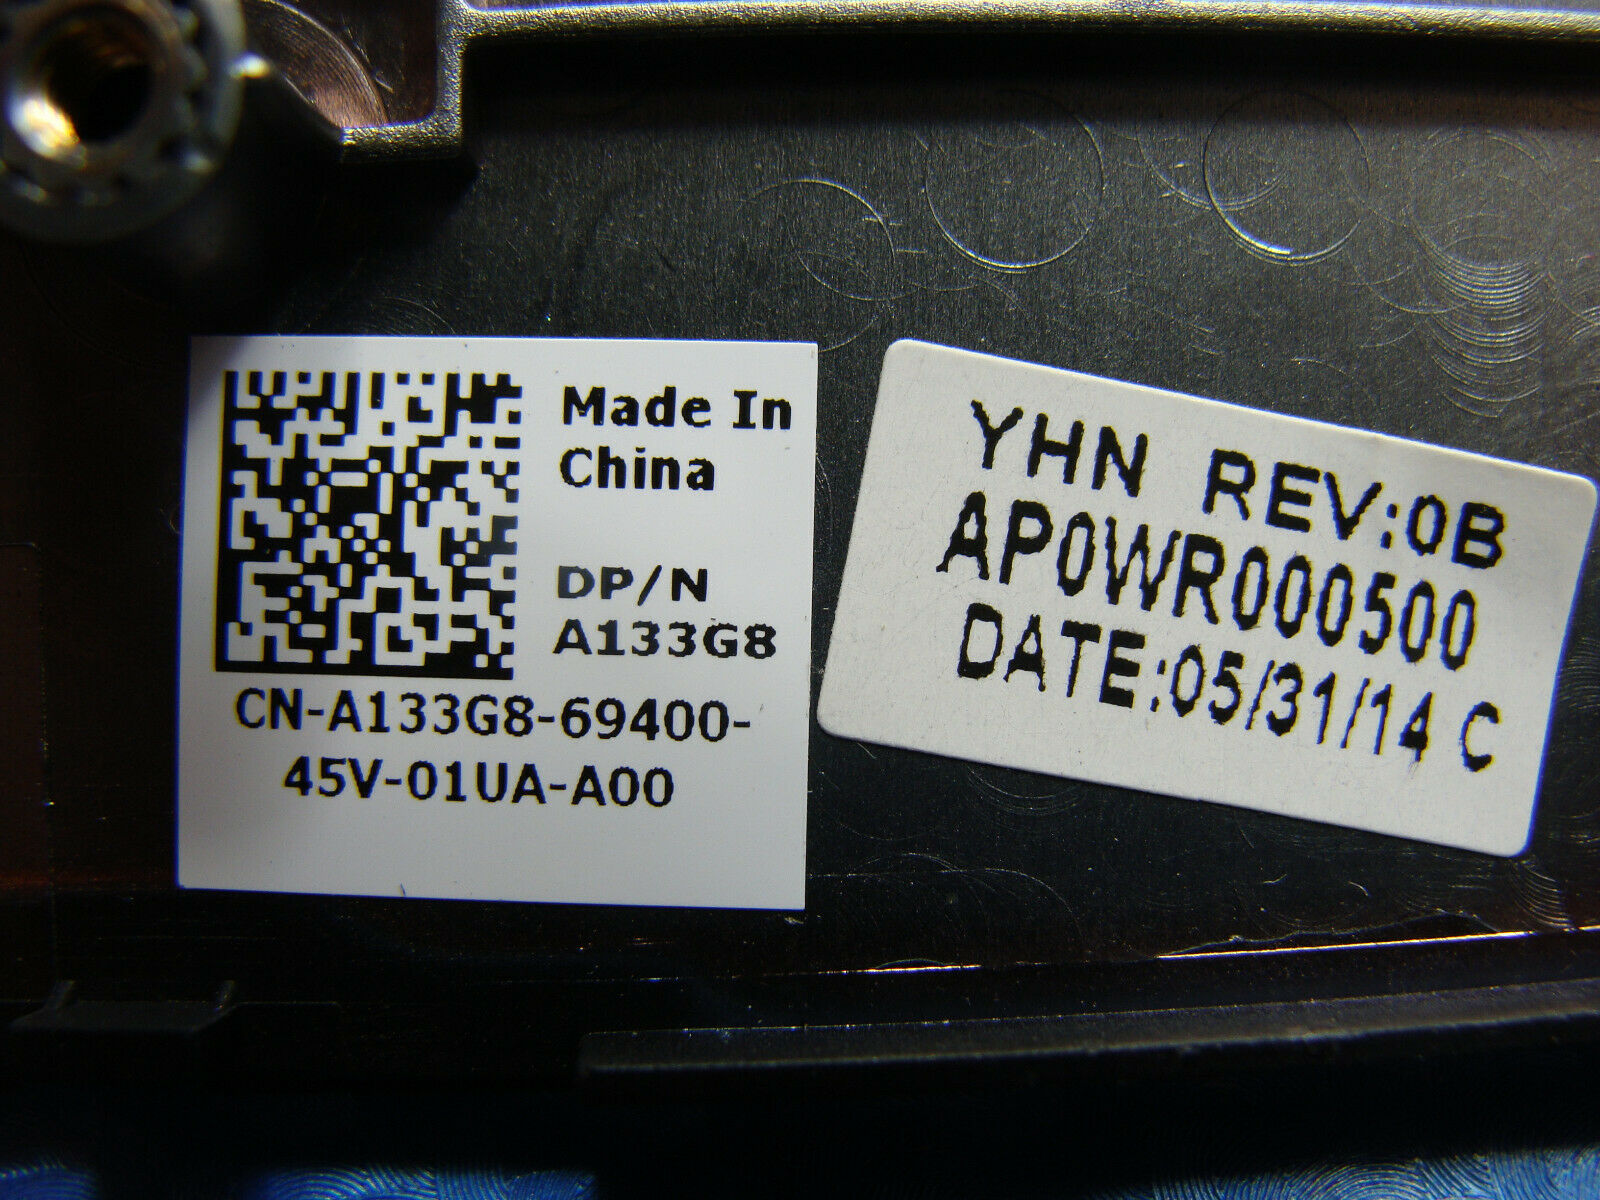 Made In
China
DP/N
A133G8
CN-A133G8-69400-
45V-01UA-A00
YHN REV:0B
AP0WR000500
DATE:05/31/14 C